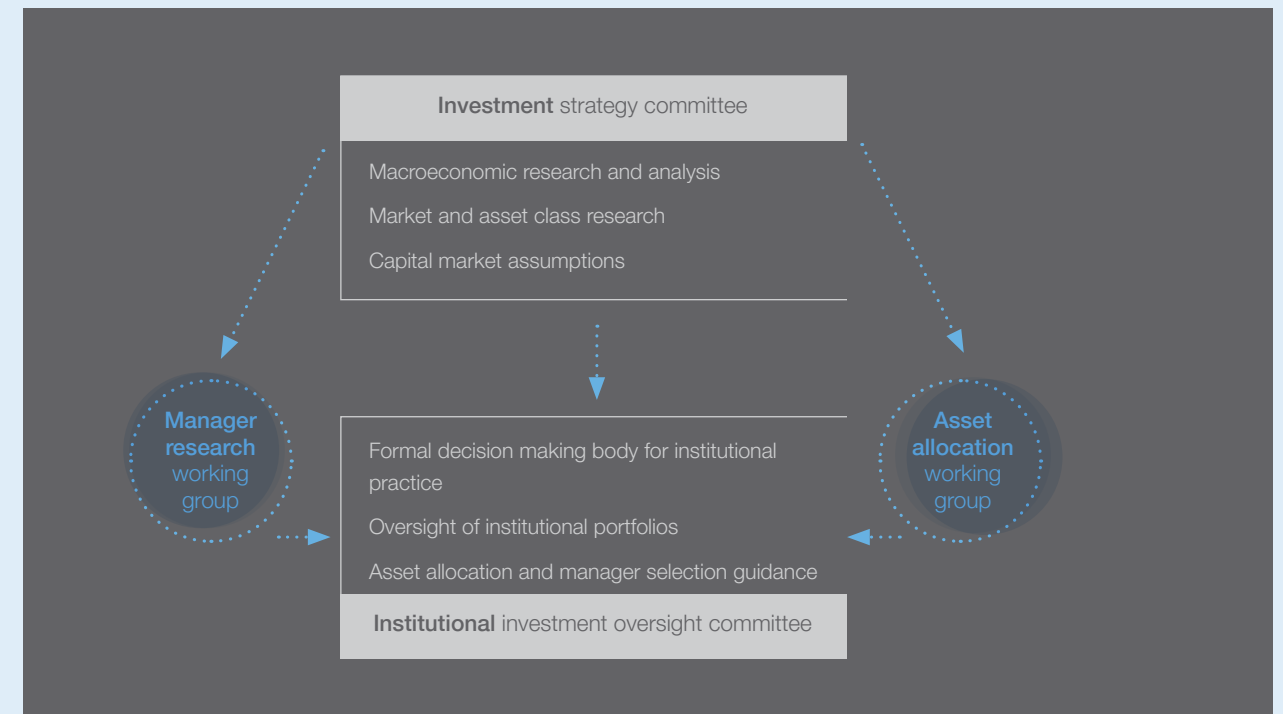 Investment strategy committee
Macroeconomic research and analysis
Market and asset class research
Capital market assumptions
Manager
research
working
group
Formal decision making body for institutional
practice
Oversight of institutional portfolios
Asset allocation and manager selection guidance
Institutional investment oversight committee
Asset
allocation
working
group